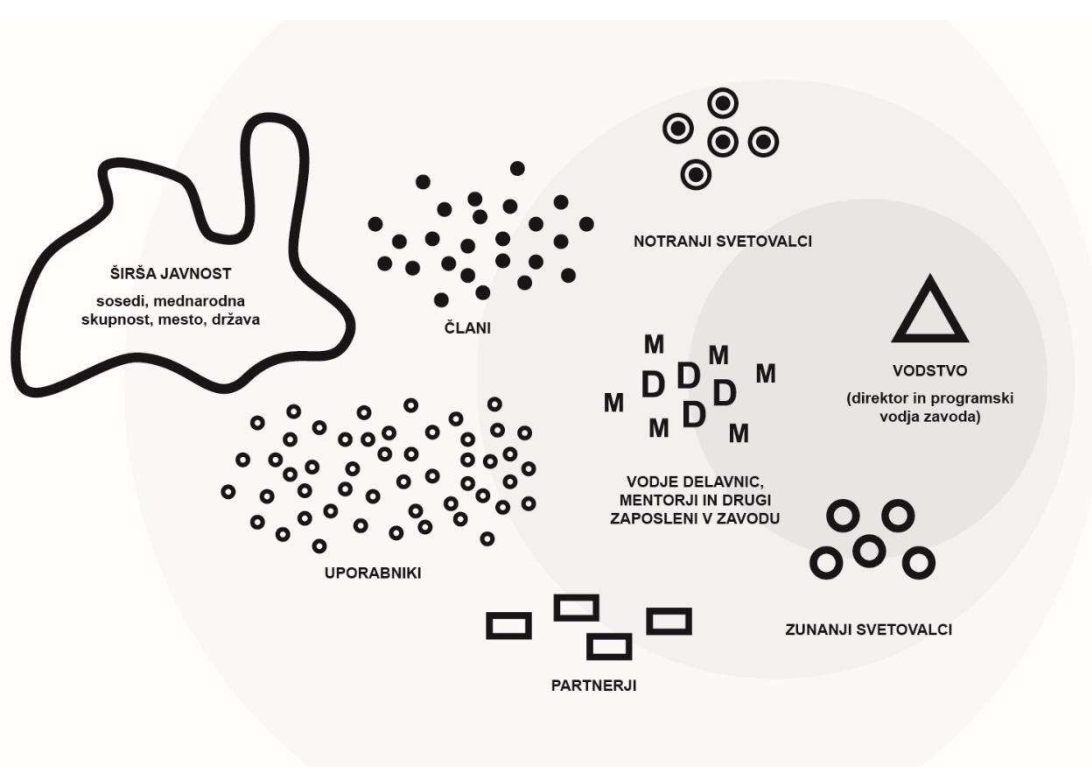 NOTRANJI SVETOVALCI
ŠIRŠA JAVNOST
sosedi, mednarodna
skupnost, mesto, država
ČLANI
M
M
M
M
M
M
D
D
D
D
VODSTVO
(direktor in programski
vodja zavoda)
VODJE DELAVNIC,
MENTORJI IN DRUGI
ZAPOSLENI V ZAVODU
UPORABNIKI
ZUNANJI SVETOVALCI
PARTNERJI